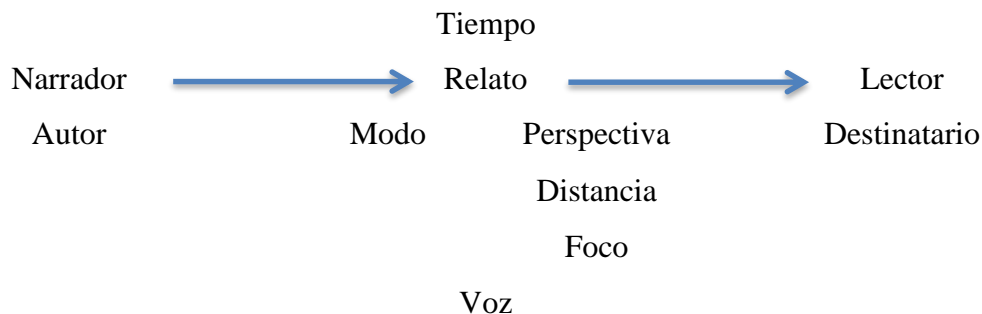 Tiempo
Narrador Relato Lector
Autor Modo Perspectiva Destinatario
Distancia
Foco
Voz